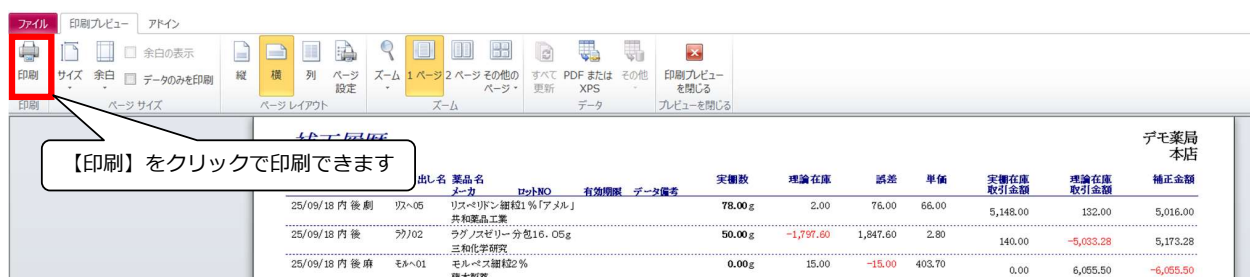 ファイル 印刷プレビュー アドイン
印刷 サイズ 余白 余白の表示 データのみを印刷 縦 横 列 ページ設定 ズーム 1 ページ 2 ページ その他のページ すべて更新 PDF または XPS その他 印刷プレビューを閉じる
印刷 ページ サイズ ページ レイアウト ズーム データ プレビューを閉じる
デモ薬局
本店
【印刷】をクリックで印刷できます
出し名 薬品名 実棚数 理論在庫 誤差 単価 実棚在庫取引金額 理論在庫取引金額 補正金額
メーカ ロットNO 有効期限 データ備考
25/09/18 内 後 劇 リスペ05 リスペリドン細粒1%「アメル」 78.00 g 2.00 76.00 66.00 5,148.00 132.00 5,016.00
共和薬品工業
25/09/18 内 後 ラグノ02 ラグノスゼリー分包16.05g 50.00 g -1,797.60 1,847.60 2.80 140.00 -5,033.28 5,173.28
三和化学研究
25/09/18 内 後 麻 モルペ01 モルペス細粒2% 0.00 g 15.00 -15.00 403.70 0.00 6,055.50 -6,055.50